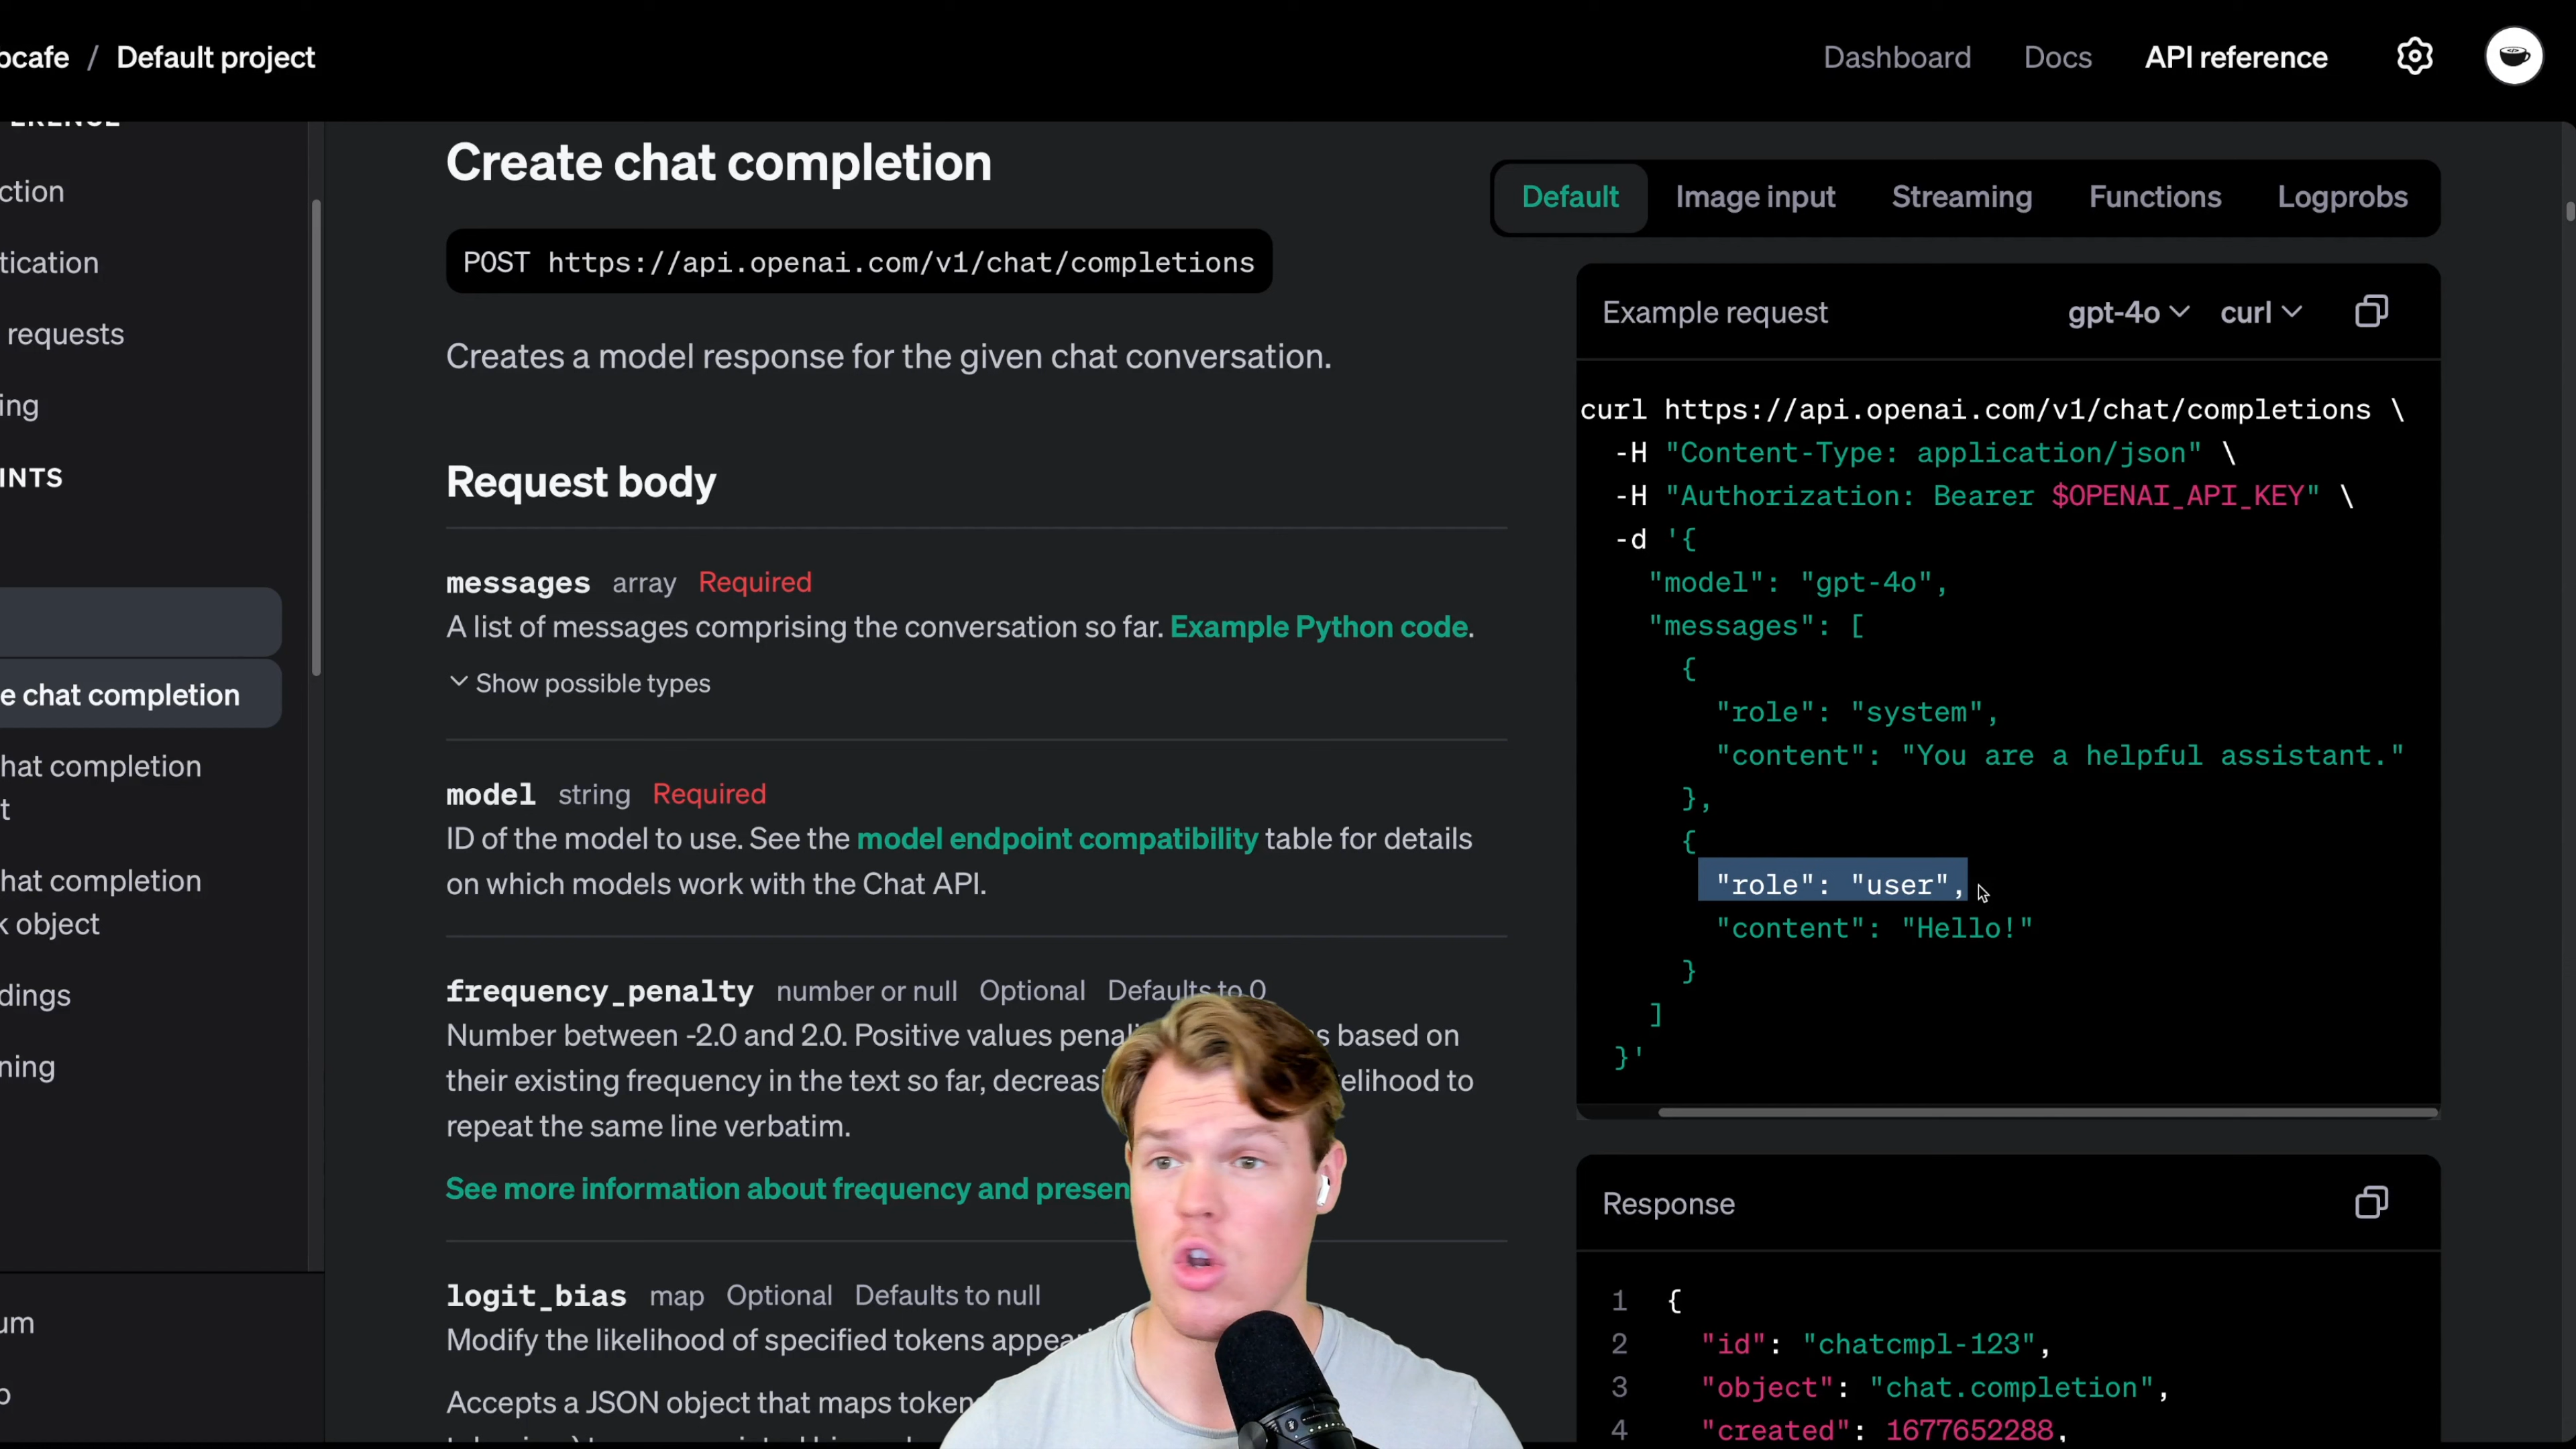 ocafe / Default project
Dashboard Docs API reference
ERENCE
ction
tication
requests
ing
INTS
e chat completion
hat completion
t
hat completion
k object
dings
ning
um
Create chat completion
POST https://api.openai.com/v1/chat/completions
Creates a model response for the given chat conversation.
Request body
messages array Required
A list of messages comprising the conversation so far. Example Python code.
Show possible types
model string Required
ID of the model to use. See the model endpoint compatibility table for details
on which models work with the Chat API.
frequency_penalty number or null Optional Defaults to 0
Number between -2.0 and 2.0. Positive values penali s based on
their existing frequency in the text so far, decreasi elihood to
repeat the same line verbatim.
See more information about frequency and presen
logit_bias map Optional Defaults to null
Modify the likelihood of specified tokens appeari
Accepts a JSON object that maps token
Default Image input Streaming Functions Logprobs
Example request gpt-4o curl
curl https://api.openai.com/v1/chat/completions \
-H "Content-Type: application/json" \
-H "Authorization: Bearer $OPENAI_API_KEY" \
-d '{
"model": "gpt-4o",
"messages": [
{
"role": "system",
"content": "You are a helpful assistant."
},
{
"role": "user",
"content": "Hello!"
}
]
}'
Response
1 {
2 "id": "chatcmpl-123",
3 "object": "chat.completion",
4 "created": 1677652288,